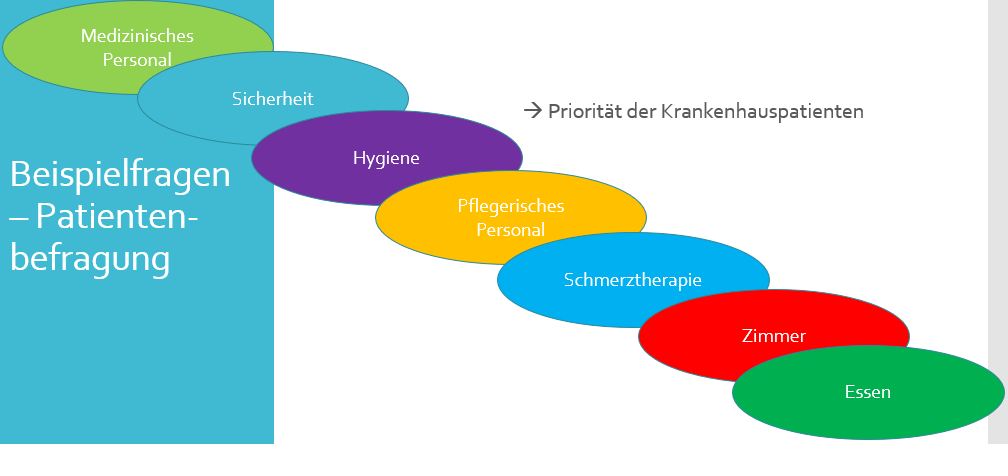 Medizinisches
Personal
Sicherheit
→ Priorität der Krankenhauspatienten
Hygiene
Beispielfragen
– Patienten-
befragung
Pflegerisches
Personal
Schmerztherapie
Zimmer
Essen